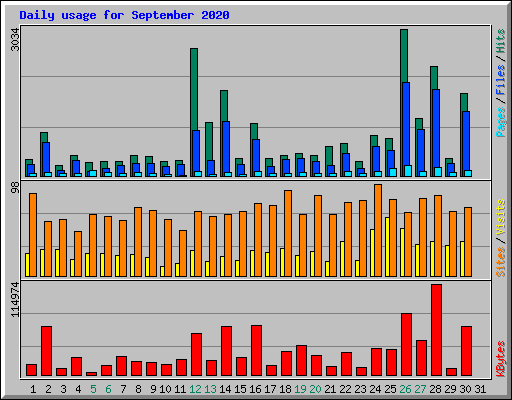 Daily usage for September 2020
3034
98
114974
Pages / Files / Hits
Sites / Visits
KBytes
1 2 3 4 5 6 7 8 9 10 11 12 13 14 15 16 17 18 19 20 21 22 23 24 25 26 27 28 29 30 31